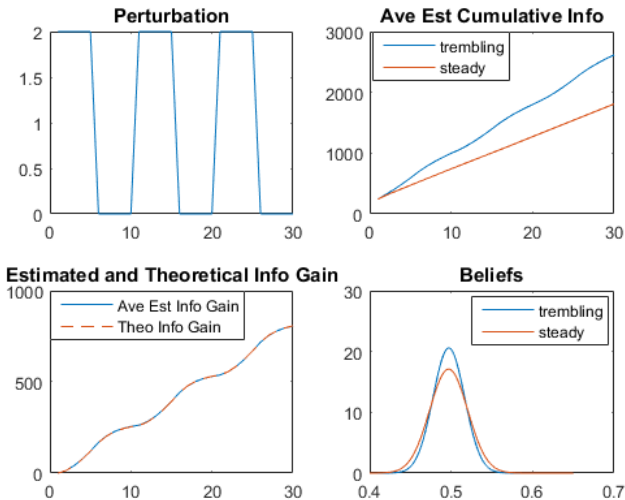 Perturbation
2
1.5
1
0.5
0
0 10 20 30
Ave Est Cumulative Info
3000
2000
1000
0
0 10 20 30
trembling
steady
Estimated and Theoretical Info Gain
1000
500
0
0 10 20 30
Ave Est Info Gain
Theo Info Gain
Beliefs
30
20
10
0
0.4 0.5 0.6 0.7
trembling
steady